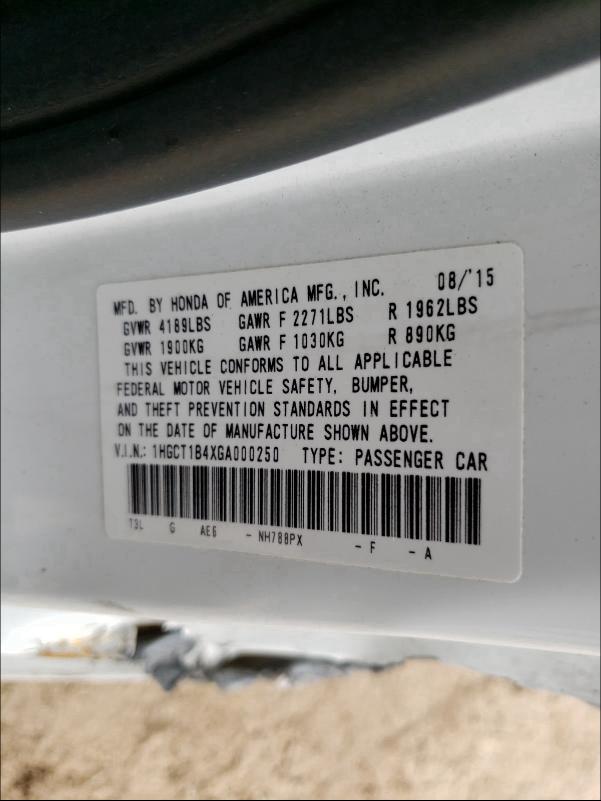 MFD. BY HONDA OF AMERICA MFG., INC. 08/'15
GVWR 4189LBS GAWR F 2271LBS R 1962LBS
GVWR 1900KG GAWR F 1030KG R 890KG
THIS VEHICLE CONFORMS TO ALL APPLICABLE
FEDERAL MOTOR VEHICLE SAFETY, BUMPER,
AND THEFT PREVENTION STANDARDS IN EFFECT
ON THE DATE OF MANUFACTURE SHOWN ABOVE.
V.I.N.: 1HGCT1B4XGA000250 TYPE: PASSENGER CAR
T3L G AE6 - NH788PX - F - A